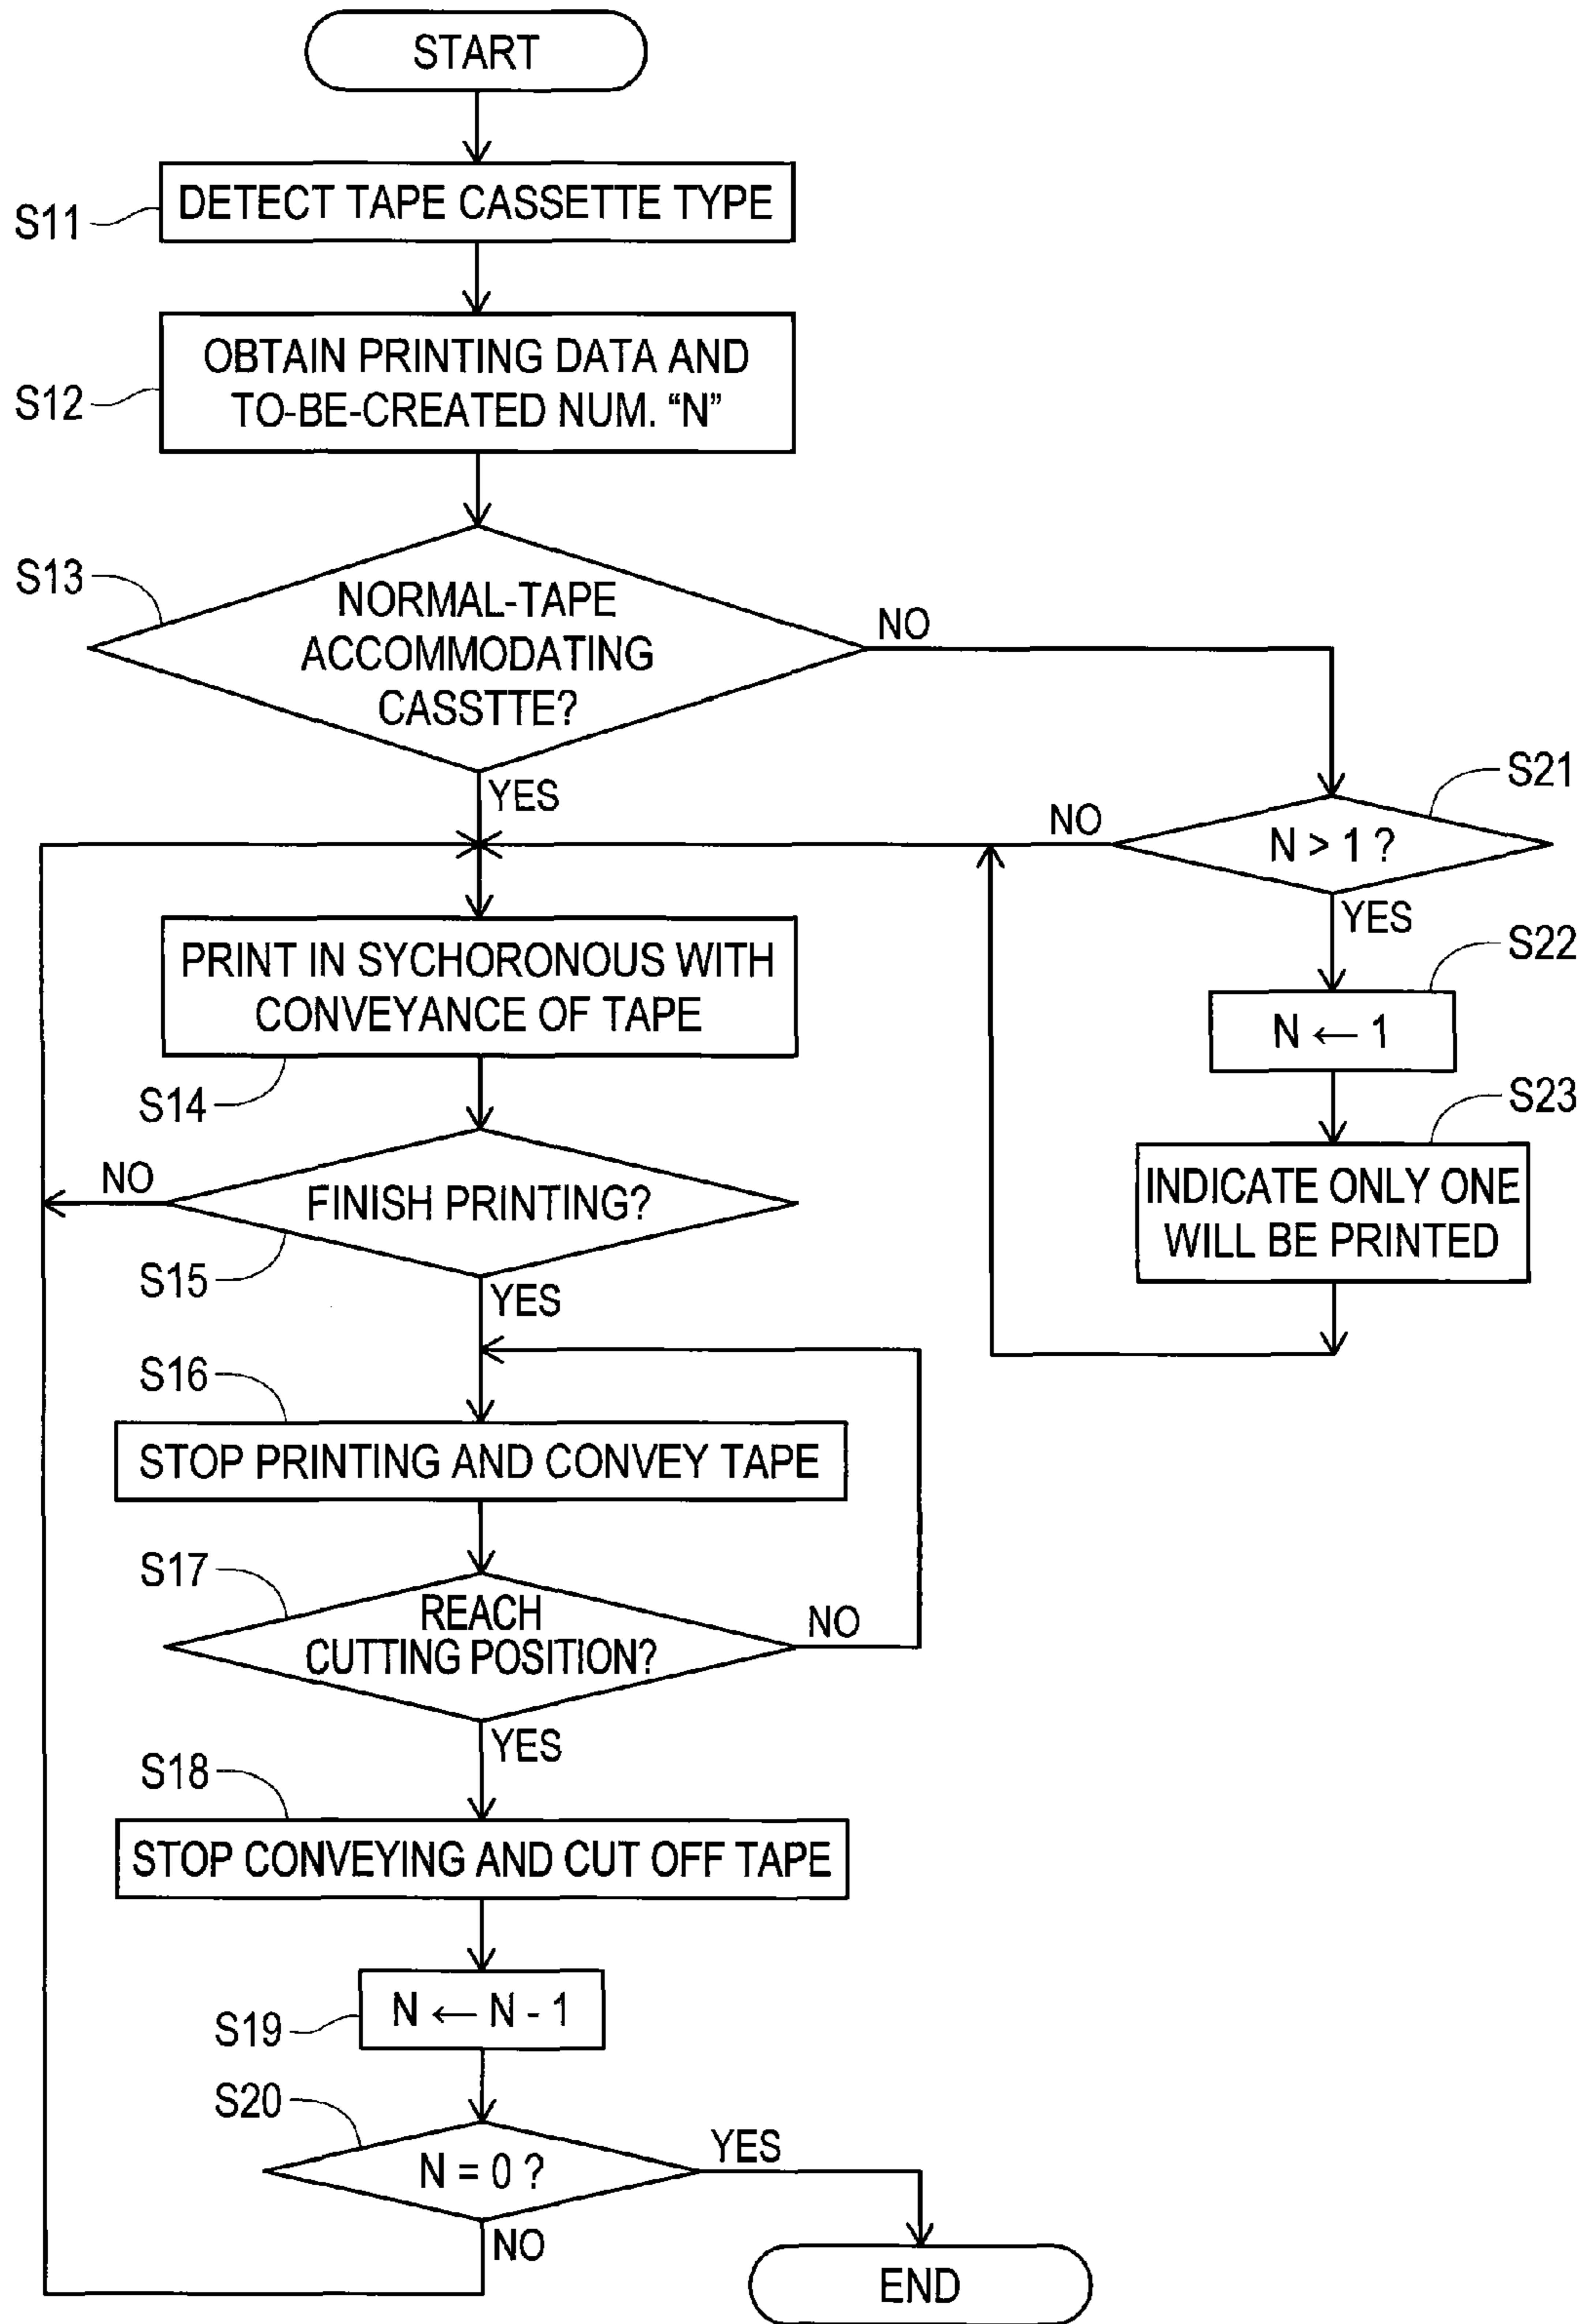 START
S11
DETECT TAPE CASSETTE TYPE
S12
OBTAIN PRINTING DATA AND
TO-BE-CREATED NUM. “N”
S13
NORMAL-TAPE
ACCOMMODATING
CASSTTE?
NO
YES
S21
N > 1 ?
NO
YES
S22
N ← 1
S23
INDICATE ONLY ONE
WILL BE PRINTED
PRINT IN SYCHORONOUS WITH
CONVEYANCE OF TAPE
S14
FINISH PRINTING?
NO
S15
YES
S16
STOP PRINTING AND CONVEY TAPE
S17
REACH
CUTTING POSITION?
NO
YES
S18
STOP CONVEYING AND CUT OFF TAPE
S19
N ← N - 1
S20
N = 0 ?
YES
NO
END